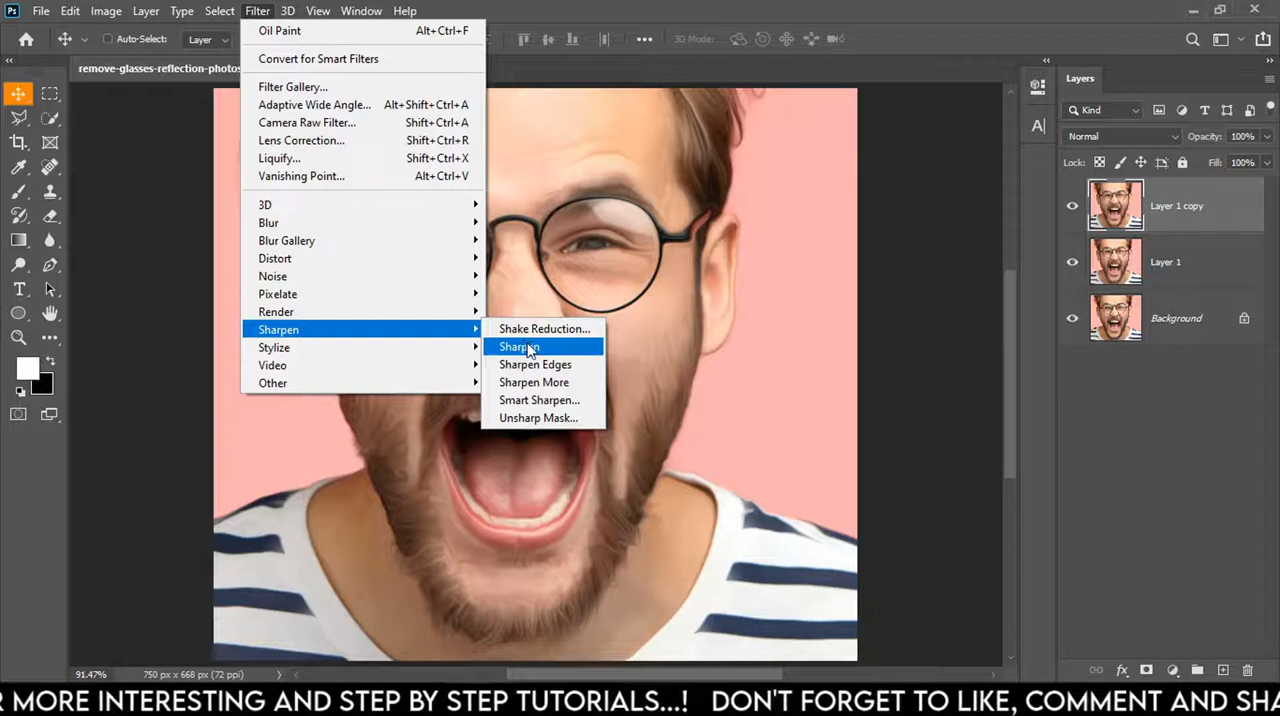 Ps File Edit Image Layer Type Select Filter 3D View Window Help
Auto-Select: Layer 3D Mode:
remove-glasses-reflection-photos
Oil Paint Alt+Ctrl+F
Convert for Smart Filters
Filter Gallery...
Adaptive Wide Angle... Alt+Shift+Ctrl+A
Camera Raw Filter... Shift+Ctrl+A
Lens Correction... Shift+Ctrl+R
Liquify... Shift+Ctrl+X
Vanishing Point... Alt+Ctrl+V
3D
Blur
Blur Gallery
Distort
Noise
Pixelate
Render
Sharpen
Stylize
Video
Other
Shake Reduction...
Sharpen
Sharpen Edges
Sharpen More
Smart Sharpen...
Unsharp Mask...
Layers
Kind
Normal Opacity: 100%
Lock: Fill: 100%
Layer 1 copy
Layer 1
Background
91.47% 750 px x 668 px (72 ppi)
R MORE INTERESTING AND STEP BY STEP TUTORIALS...! DON'T FORGET TO LIKE, COMMENT AND SHA